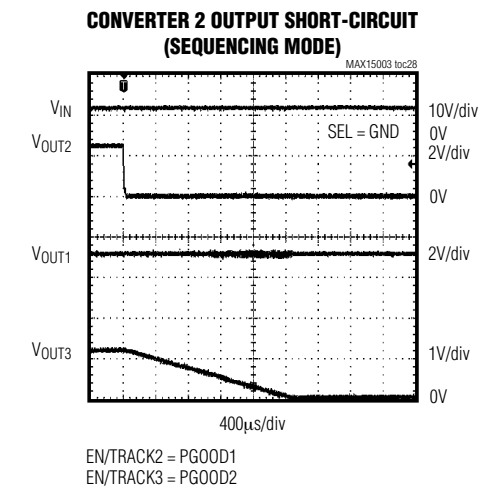 CONVERTER 2 OUTPUT SHORT-CIRCUIT
(SEQUENCING MODE)
MAX15003 toc28
VIN
10V/div
SEL = GND
0V
VOUT2
2V/div
0V
VOUT1
2V/div
VOUT3
1V/div
0V
400μs/div
EN/TRACK2 = PGOOD1
EN/TRACK3 = PGOOD2